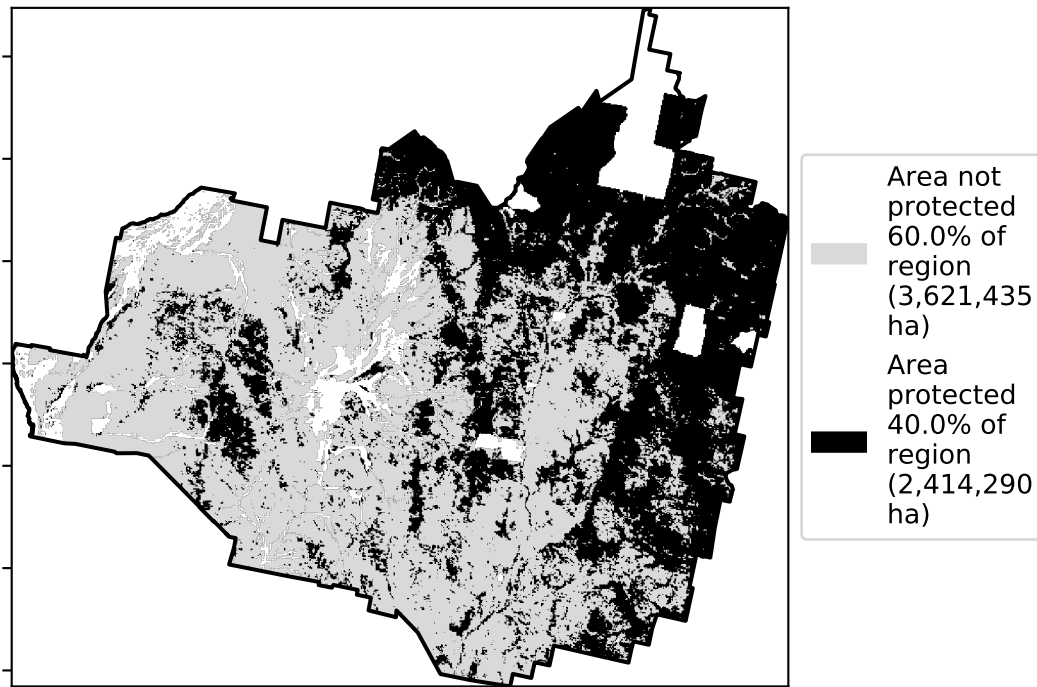 Area not
protected
60.0% of
region
(3,621,435
ha)
Area
protected
40.0% of
region
(2,414,290
ha)